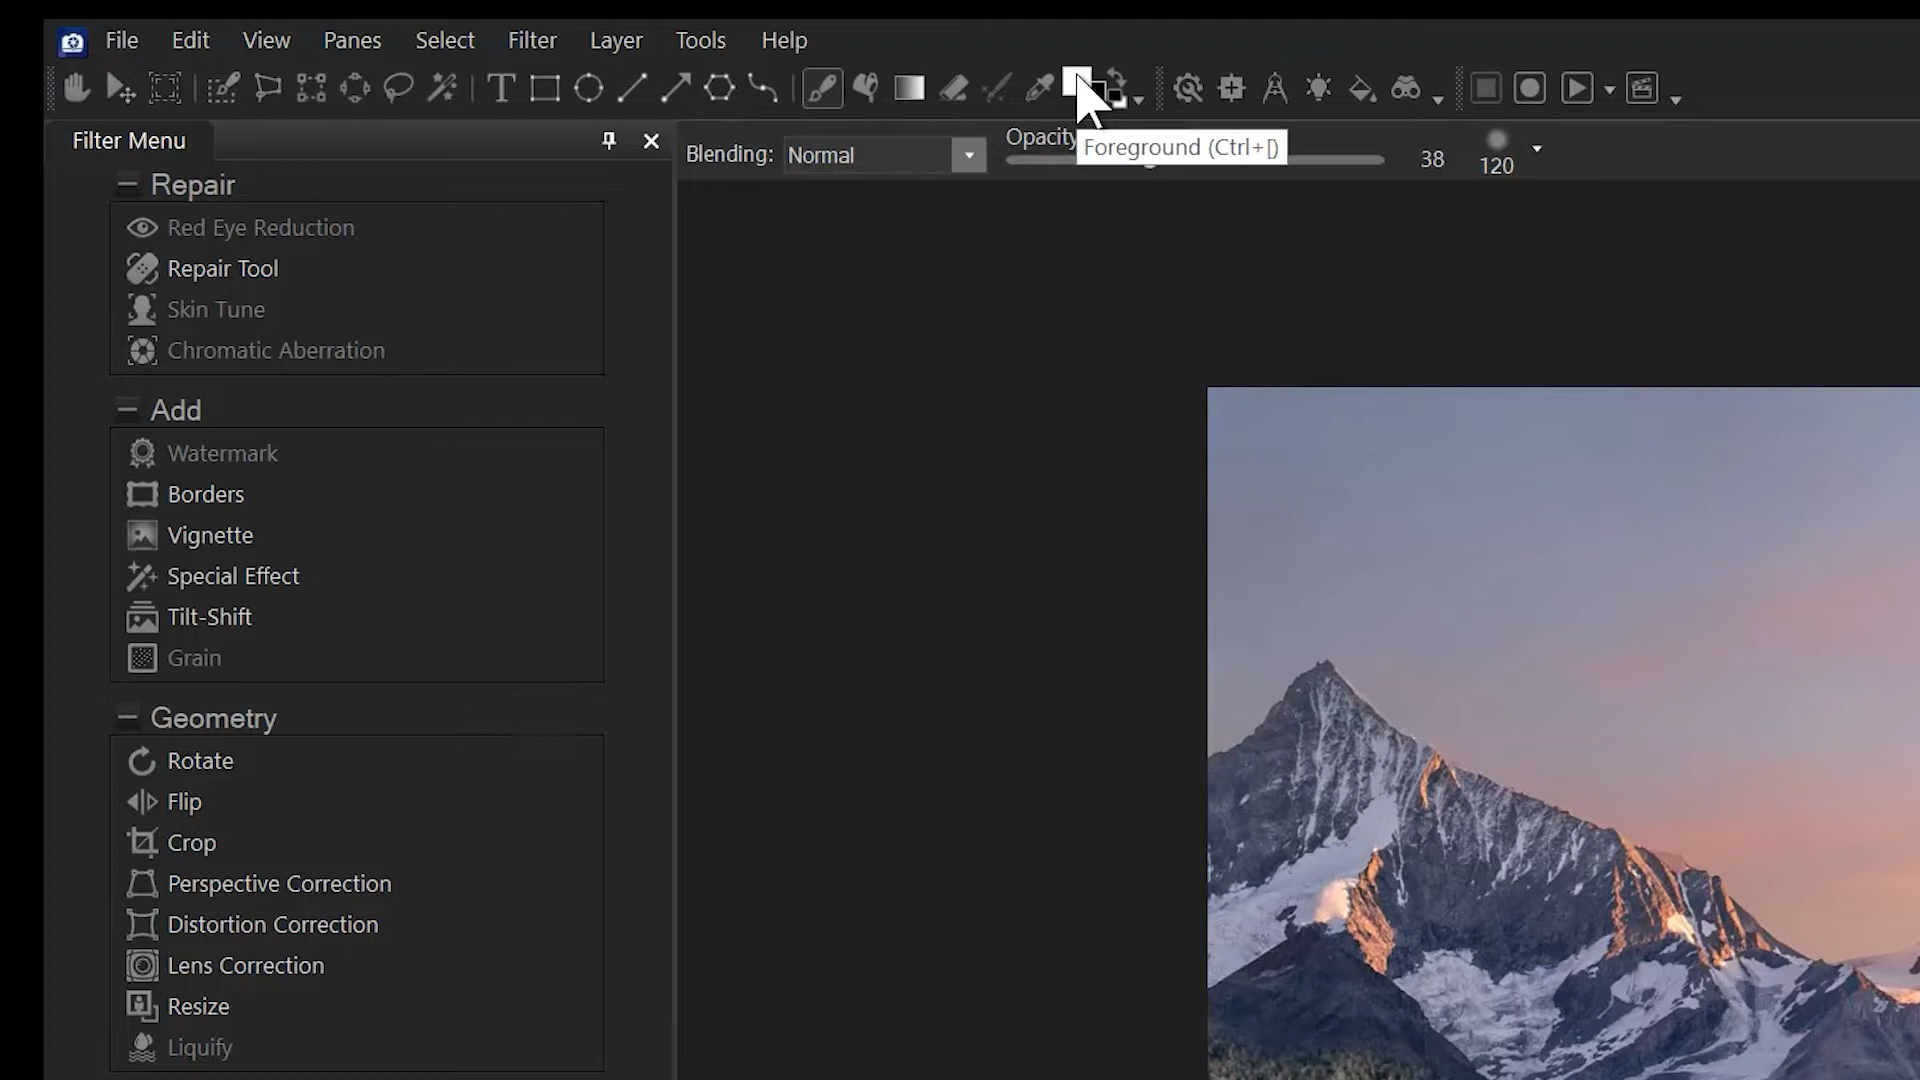 File Edit View Panes Select Filter Layer Tools Help
Filter Menu
Blending: Normal
Opacity
38
120
Foreground (Ctrl+[)
Repair
Red Eye Reduction
Repair Tool
Skin Tune
Chromatic Aberration
Add
Watermark
Borders
Vignette
Special Effect
Tilt-Shift
Grain
Geometry
Rotate
Flip
Crop
Perspective Correction
Distortion Correction
Lens Correction
Resize
Liquify